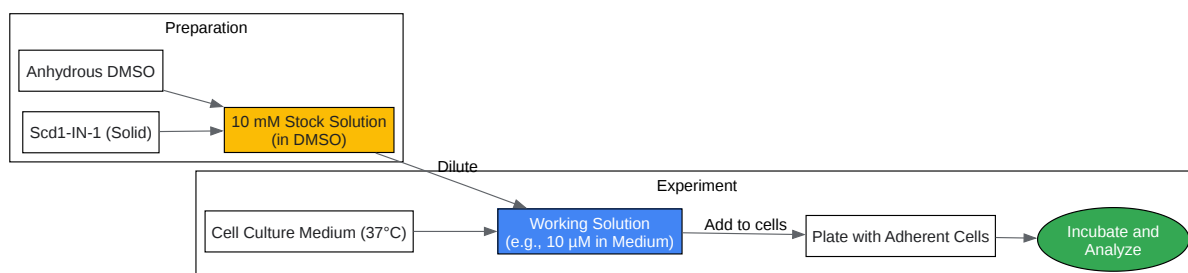 Preparation
Anhydrous DMSO
Scd1-IN-1 (Solid)
10 mM Stock Solution
(in DMSO)
Dilute
Experiment
Cell Culture Medium (37°C)
Working Solution
(e.g., 10 µM in Medium)
Add to cells
Plate with Adherent Cells
Incubate and
Analyze